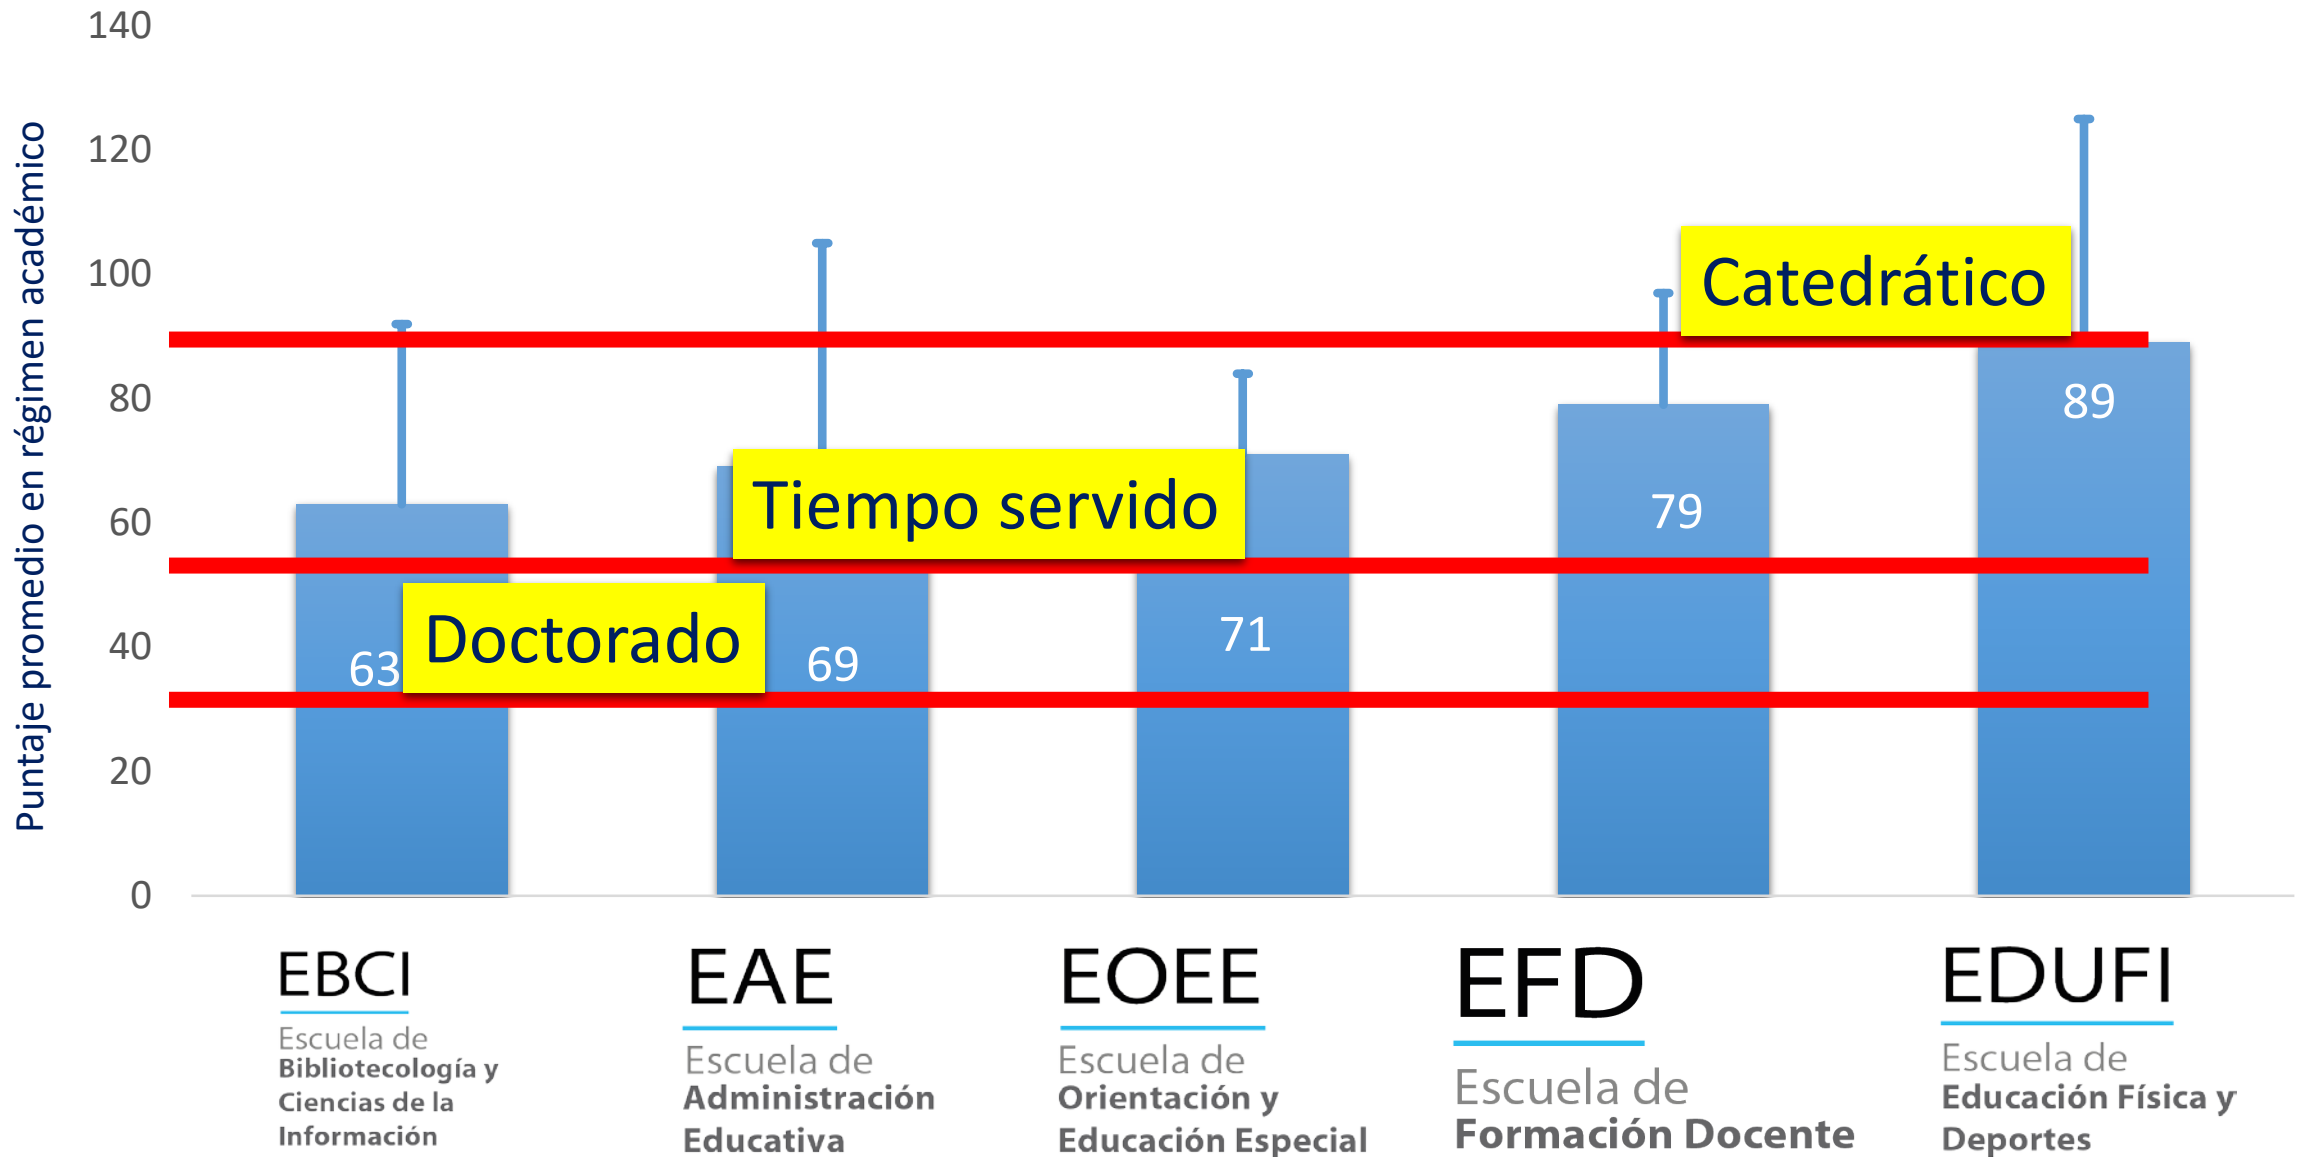 Puntaje promedio en régimen académico
140
120
100
80
60
40
20
0
Catedrático
Tiempo servido
Doctorado
63
69
71
79
89
EBCI
Escuela de
Bibliotecología y
Ciencias de la
Información
EAE
Escuela de
Administración
Educativa
EOEE
Escuela de
Orientación y
Educación Especial
EFD
Escuela de
Formación Docente
EDUFI
Escuela de
Educación Física y
Deportes